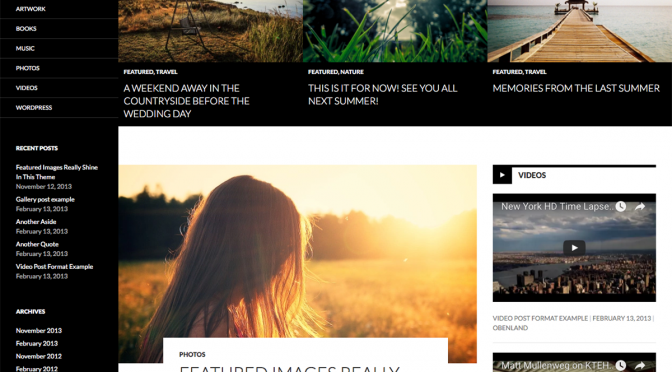 ARTWORK
BOOKS
MUSIC
PHOTOS
VIDEOS
WORDPRESS
RECENT POSTS
Featured Images Really Shine
In This Theme
November 12, 2013
Gallery post example
February 13, 2013
Another Aside
February 13, 2013
Another Quote
February 13, 2013
Video Post Format Example
February 13, 2013
ARCHIVES
November 2013
February 2013
November 2012
February 2012
FEATURED, TRAVEL
A WEEKEND AWAY IN THE
COUNTRYSIDE BEFORE THE
WEDDING DAY
FEATURED, NATURE
THIS IS IT FOR NOW! SEE YOU ALL
NEXT SUMMER!
FEATURED, TRAVEL
MEMORIES FROM THE LAST SUMMER
PHOTOS
FEATURED IMAGES REALLY
VIDEOS
New York HD Time Lapse...
VIDEO POST FORMAT EXAMPLE | FEBRUARY 13, 2013 |
OBENLAND
Matt Mullenweg on KTEH